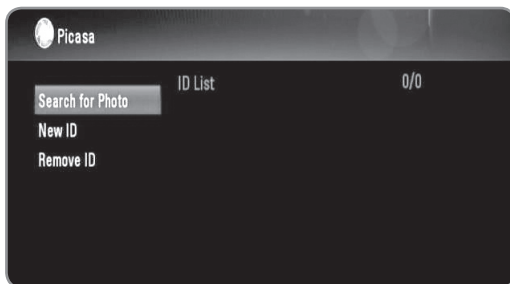 Picasa
ID List 0/0
Search for Photo
New ID
Remove ID